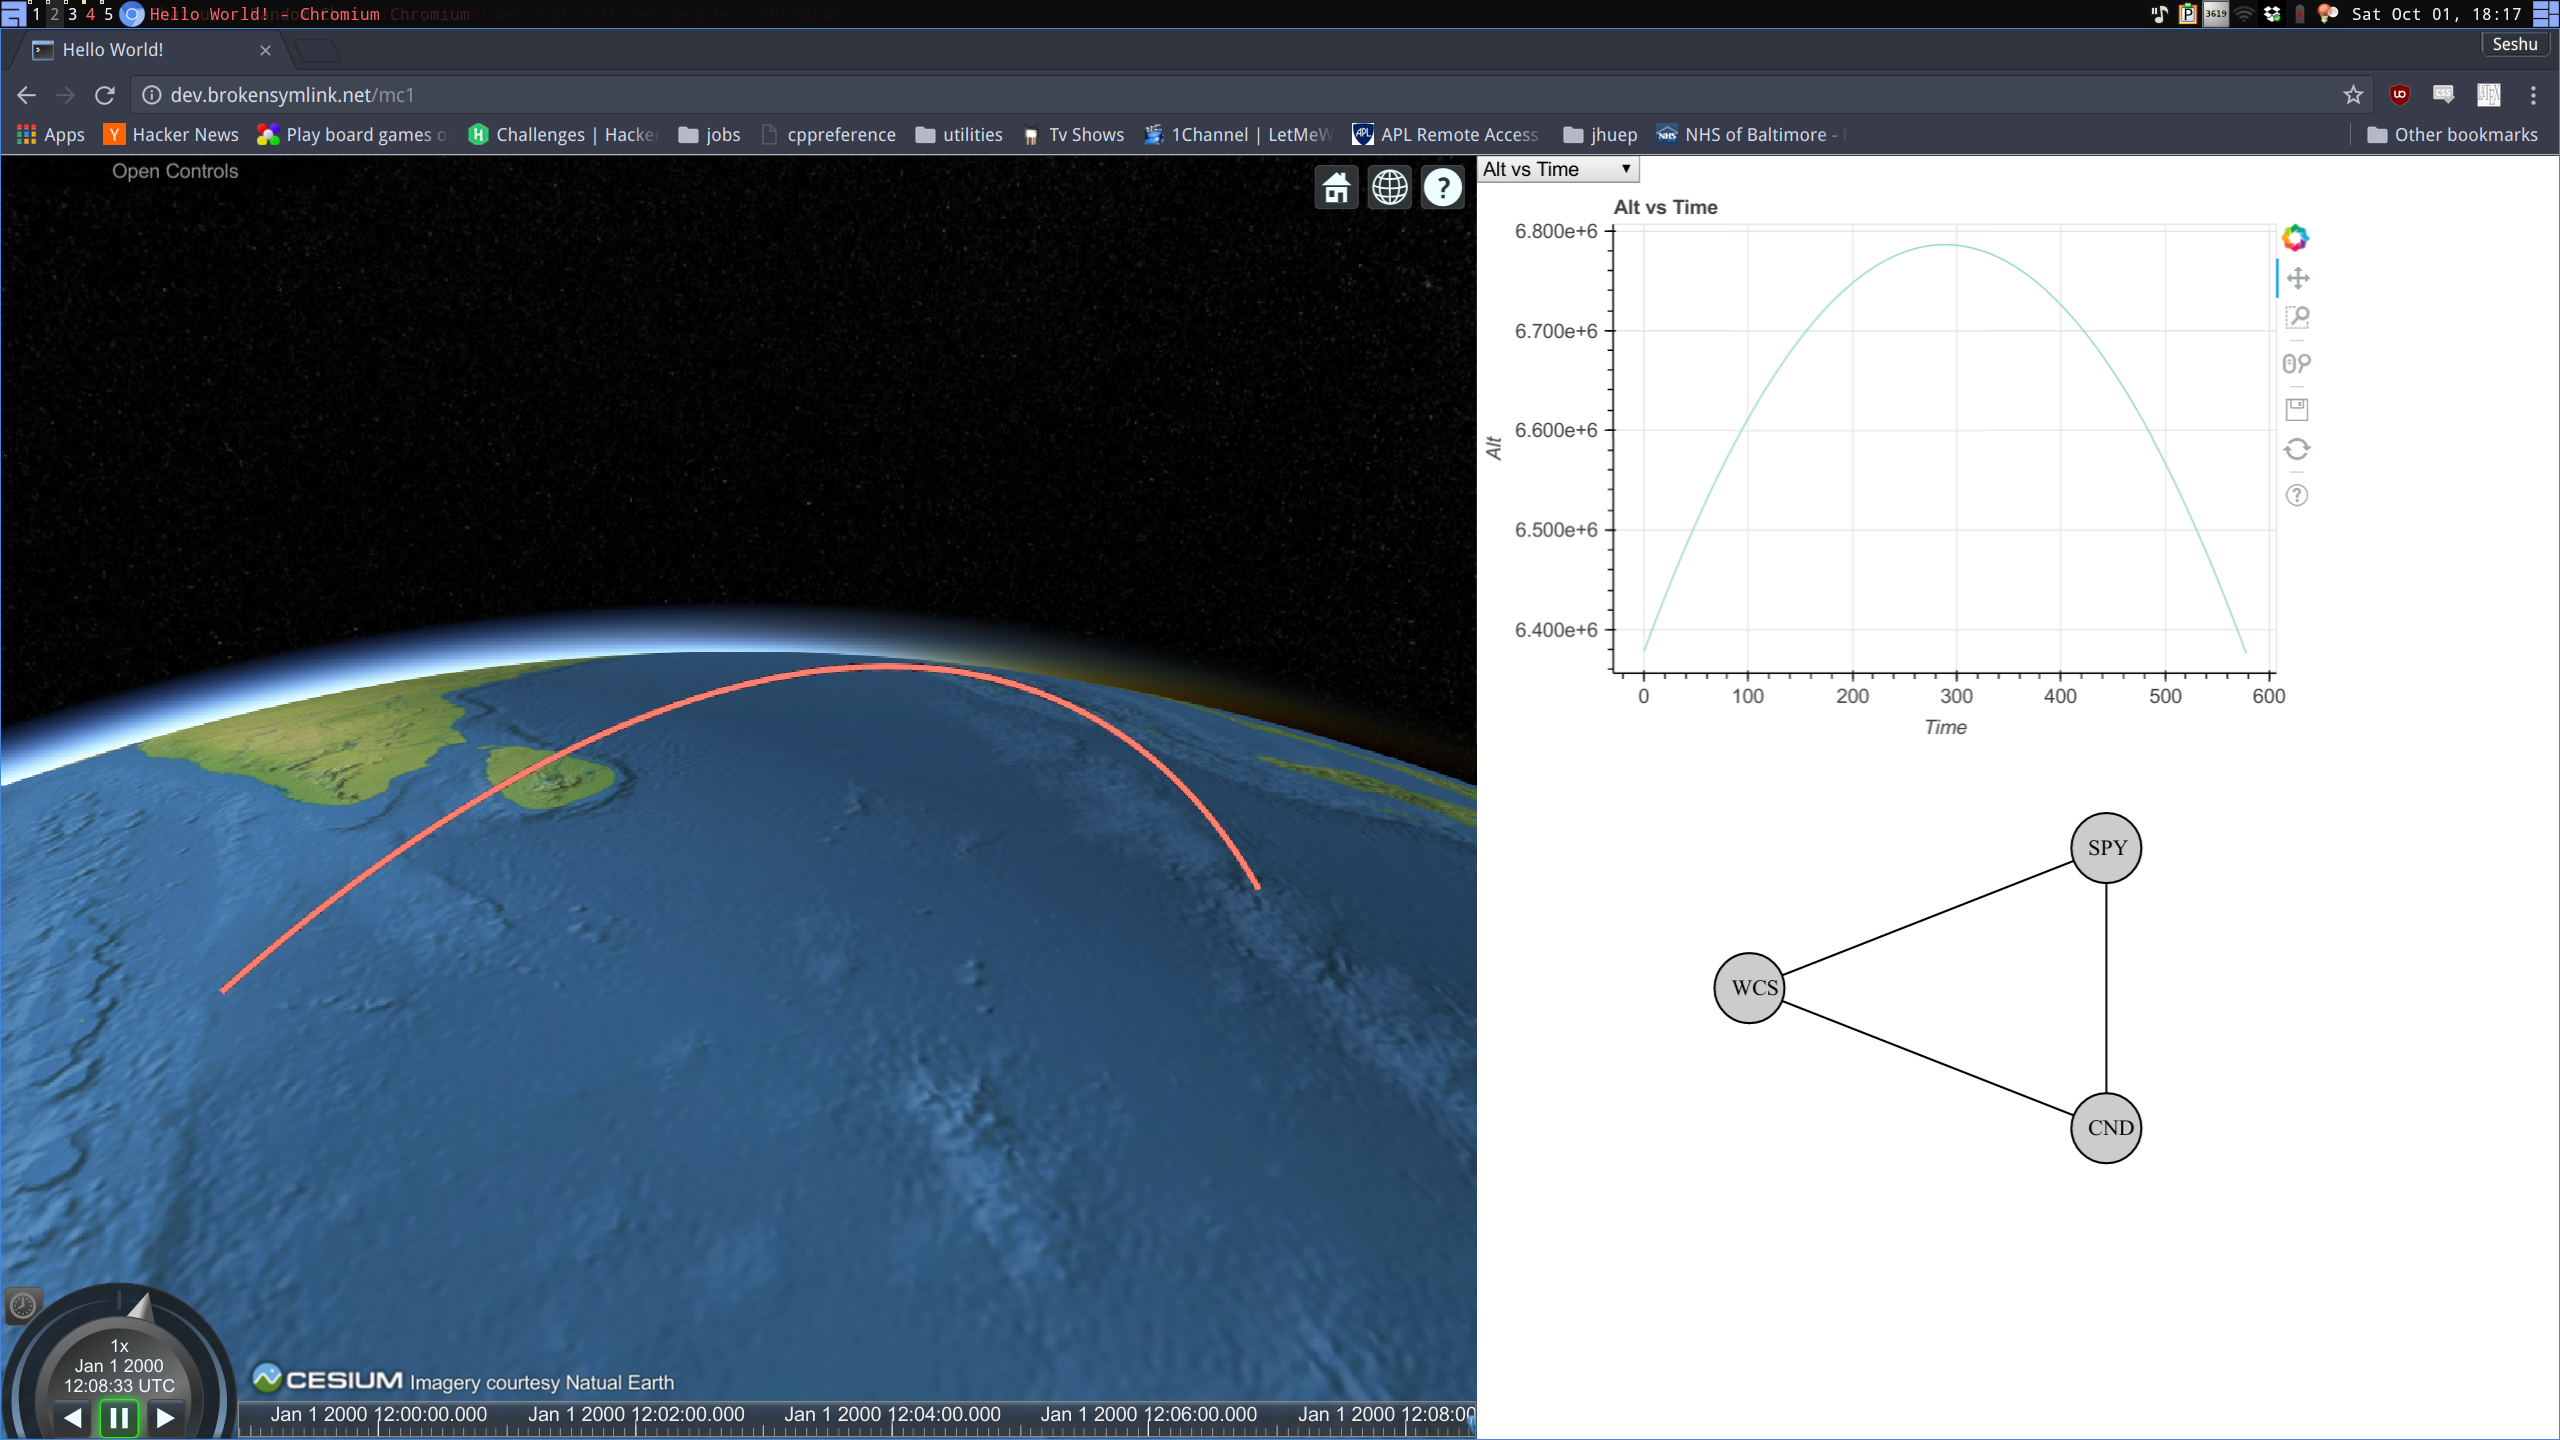 1 2 3 4 5 Hello World! - Chromium Chromium
3619
Sat Oct 01, 18:17
Hello World!
Seshu
dev.brokensymlink.net/mc1
Apps Hacker News Play board games o Challenges | Hacke jobs cppreference utilities Tv Shows 1Channel | LetMeW APL Remote Access jhuep NHS of Baltimore - Other bookmarks
Open Controls
?
Alt vs Time
Alt vs Time
6.800e+6
6.700e+6
6.600e+6
6.500e+6
6.400e+6
Alt
0 100 200 300 400 500 600
Time
SPY
WCS
CND
1x
Jan 1 2000
12:08:33 UTC
CESIUM Imagery courtesy Natual Earth
Jan 1 2000 12:00:00.000 Jan 1 2000 12:02:00.000 Jan 1 2000 12:04:00.000 Jan 1 2000 12:06:00.000 Jan 1 2000 12:08:00